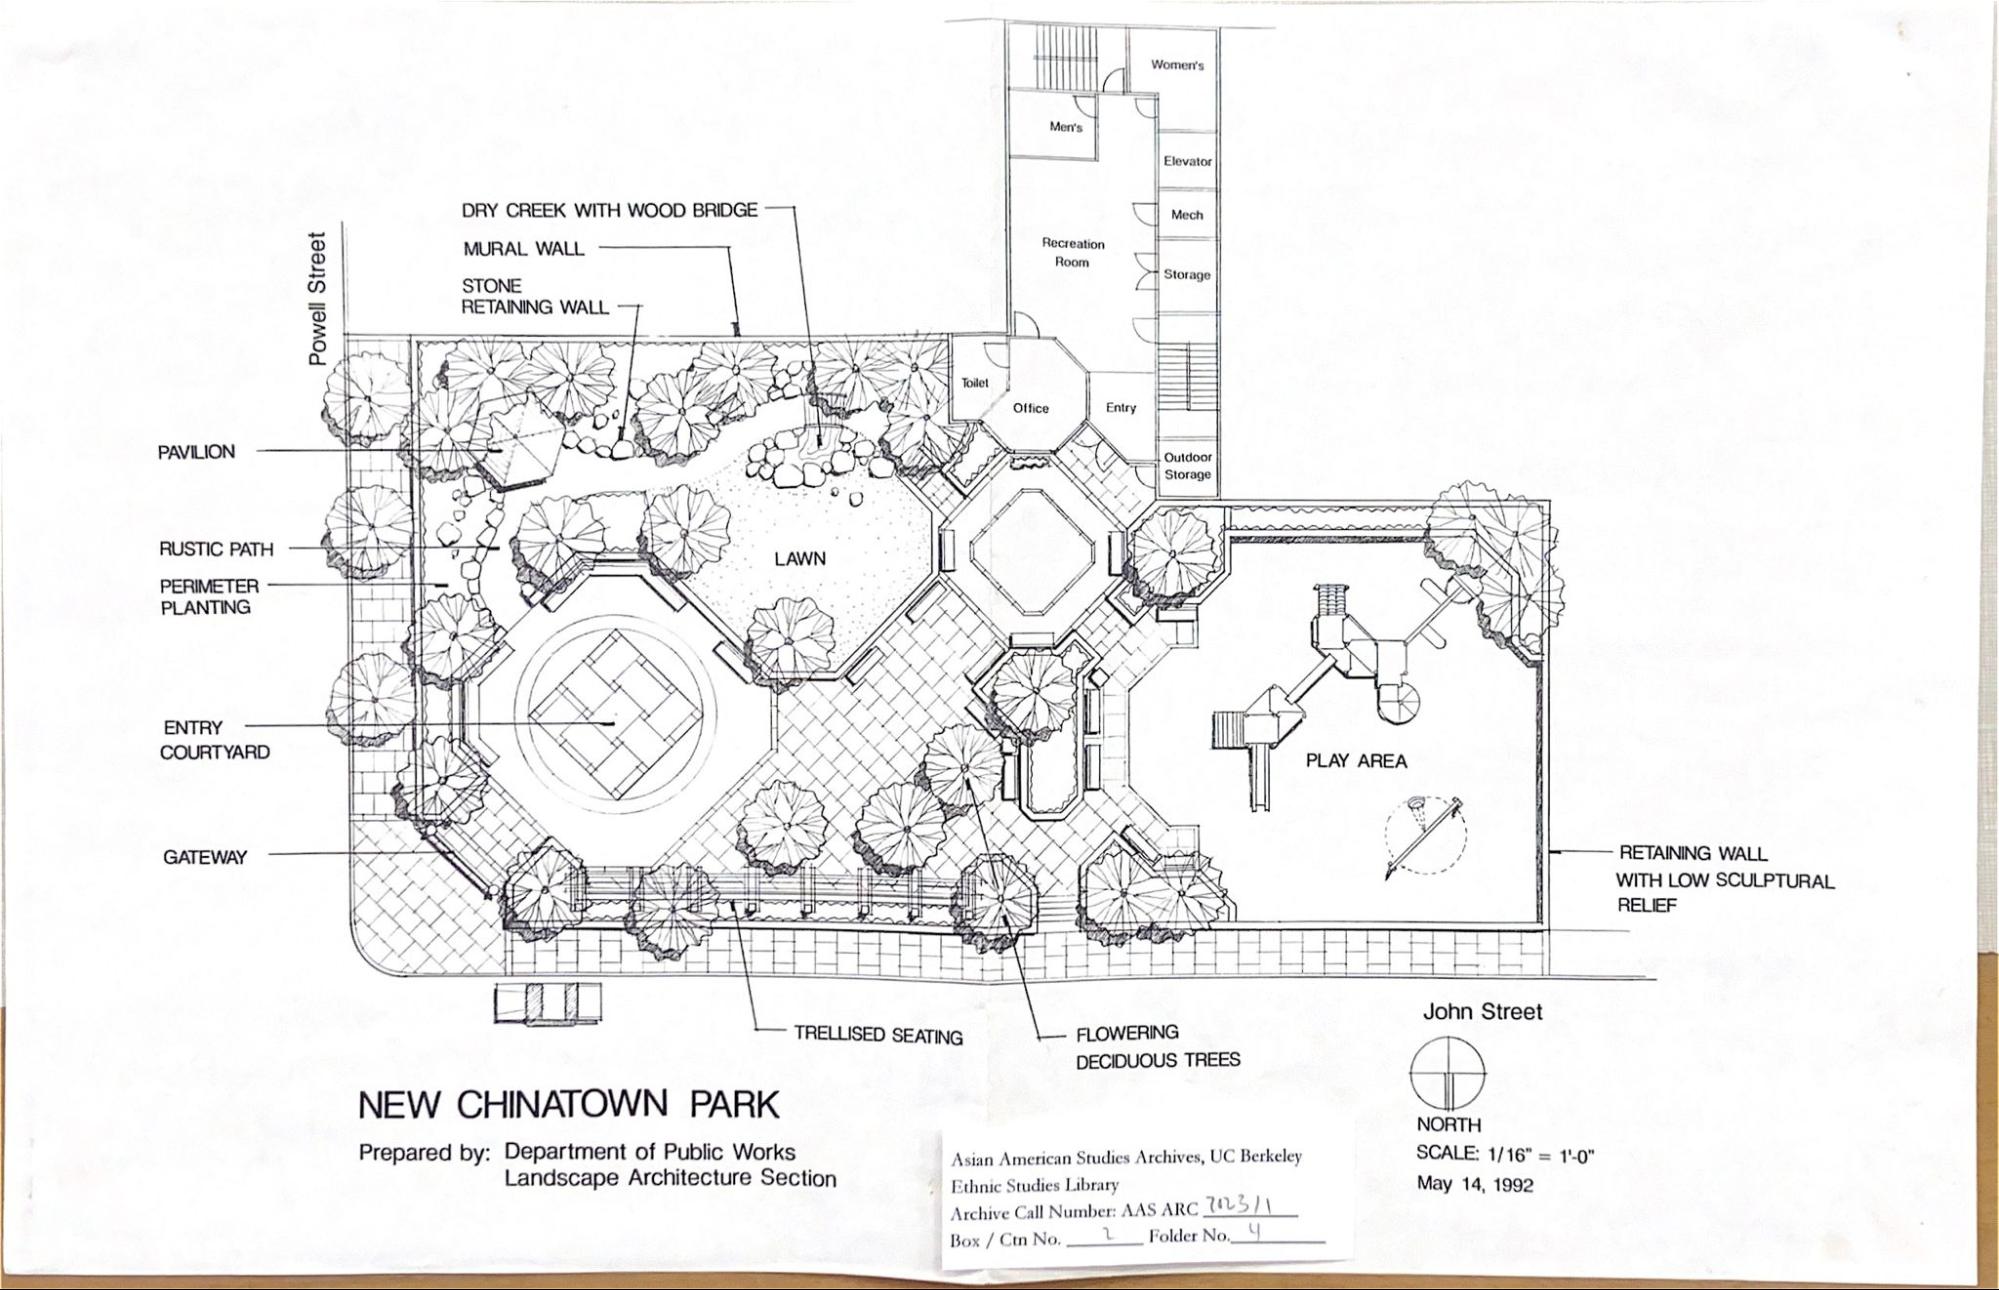 Women's
Men's
Elevator
Mech
Recreation
Room
Storage
Toilet
Office
Entry
Outdoor
Storage
Powell Street
DRY CREEK WITH WOOD BRIDGE
MURAL WALL
STONE
RETAINING WALL
PAVILION
RUSTIC PATH
PERIMETER
PLANTING
LAWN
ENTRY
COURTYARD
PLAY AREA
GATEWAY
RETAINING WALL
WITH LOW SCULPTURAL
RELIEF
TRELLISED SEATING
FLOWERING
DECIDUOUS TREES
John Street
NORTH
SCALE: 1/16" = 1'-0"
May 14, 1992
NEW CHINATOWN PARK
Prepared by: Department of Public Works
Landscape Architecture Section
Asian American Studies Archives, UC Berkeley
Ethnic Studies Library
Archive Call Number: AAS ARC 2023/1
Box / Ctn No. 2 Folder No. 4